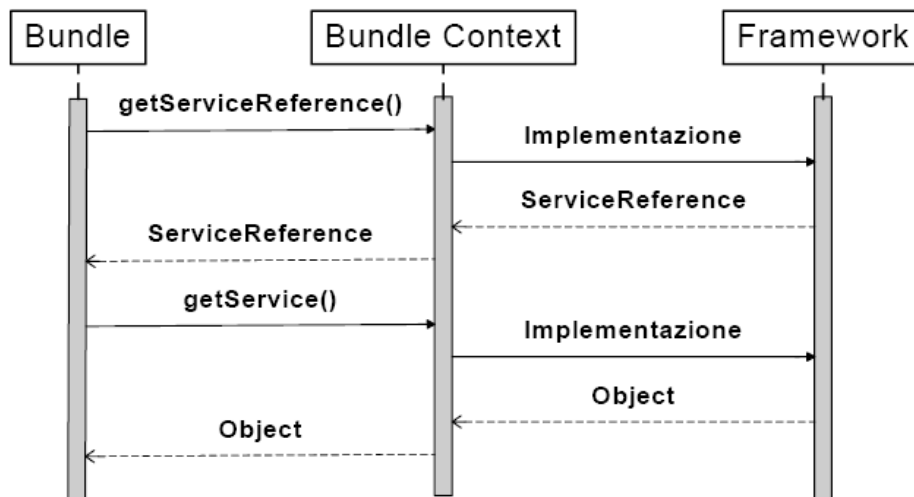 Bundle
Bundle Context
Framework
getServiceReference()
Implementazione
ServiceReference
ServiceReference
getService()
Implementazione
Object
Object